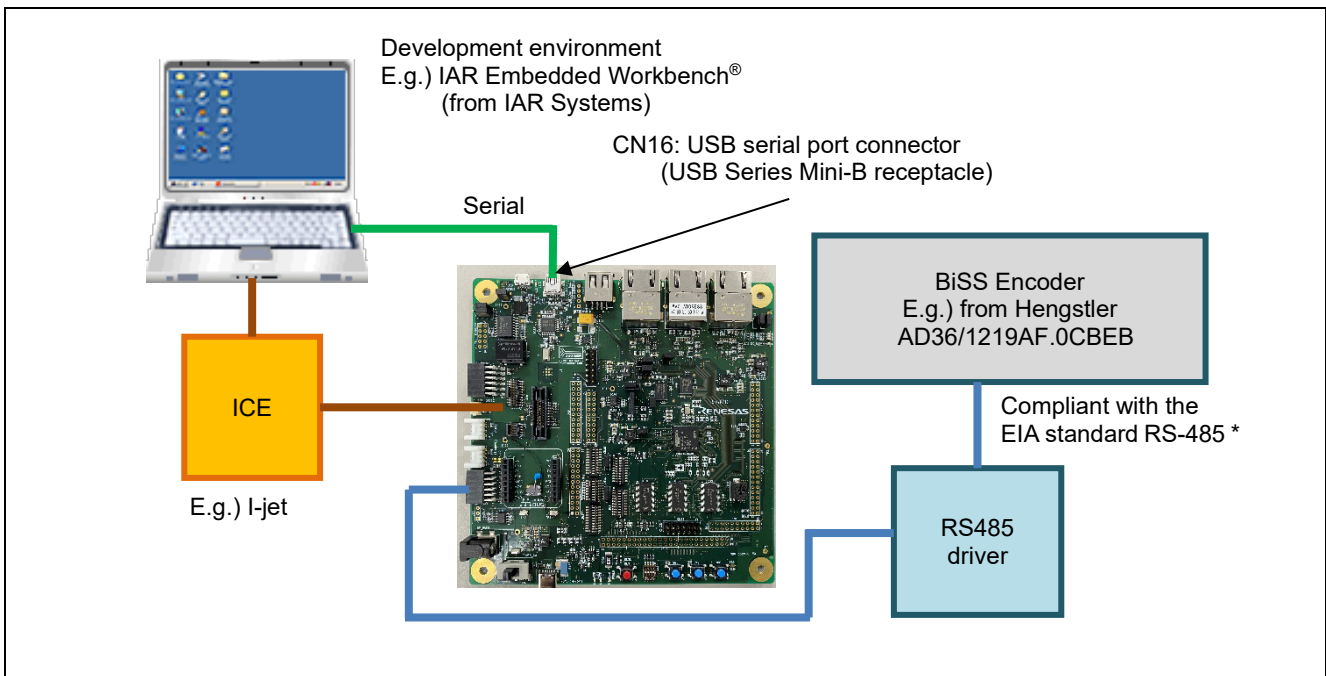 Development environment
E.g.) IAR Embedded Workbench®
(from IAR Systems)
CN16: USB serial port connector
(USB Series Mini-B receptacle)
Serial
BiSS Encoder
E.g.) from Hengstler
AD36/1219AF.0CBEB
ICE
RENESAS
Compliant with the
EIA standard RS-485 *
E.g.) I-jet
RS485
driver